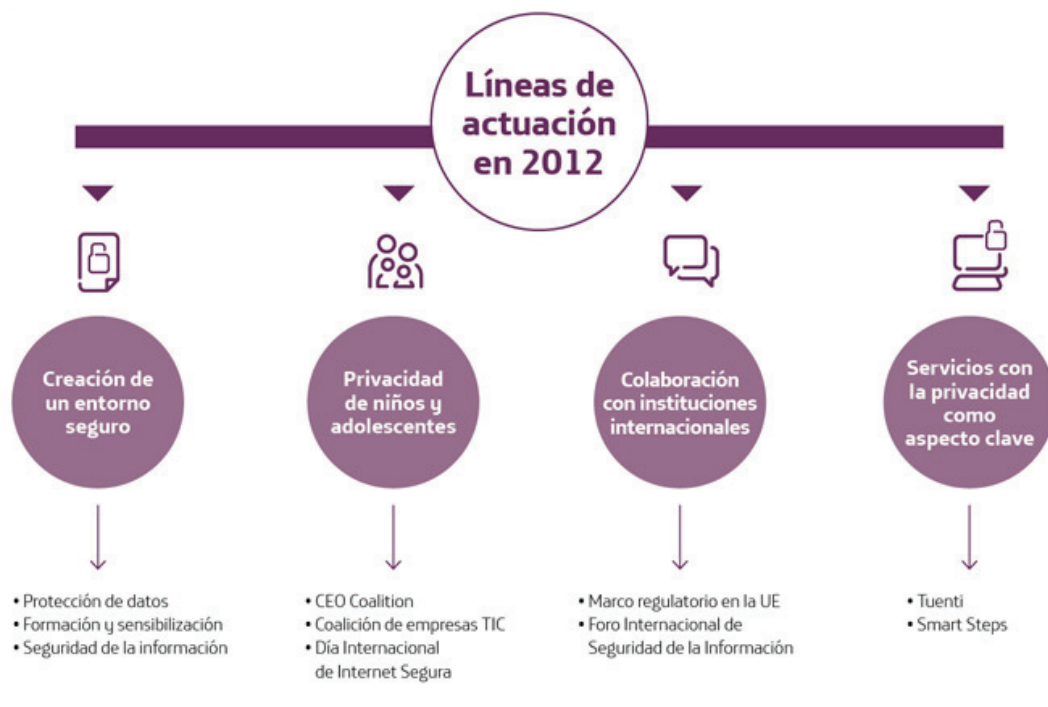 Líneas de
actuación
en 2012
Creación de
un entorno
seguro
• Protección de datos
• Formación y sensibilización
• Seguridad de la información
Privacidad
de niños y
adolescentes
• CEO Coalition
• Coalición de empresas TIC
• Día Internacional
de Internet Segura
Colaboración
con instituciones
internacionales
• Marco regulatorio en la UE
• Foro Internacional de
Seguridad de la Información
Servicios con
la privacidad
como
aspecto clave
• Tuenti
• Smart Steps